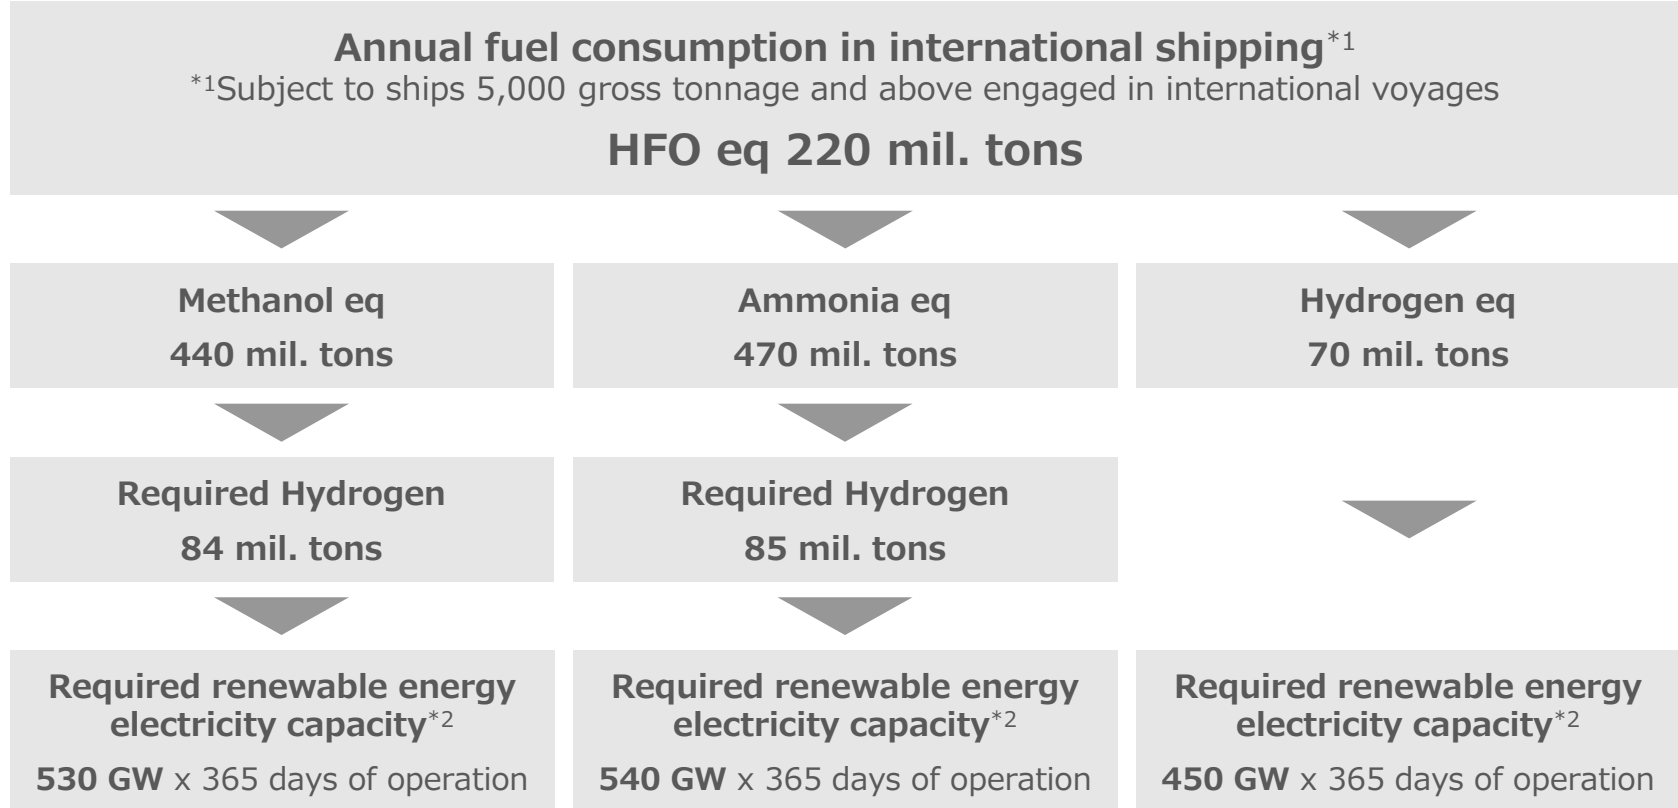 Annual fuel consumption in international shipping*1
*1Subject to ships 5,000 gross tonnage and above engaged in international voyages
HFO eq 220 mil. tons
Methanol eq
440 mil. tons
Ammonia eq
470 mil. tons
Hydrogen eq
70 mil. tons
Required Hydrogen
84 mil. tons
Required Hydrogen
85 mil. tons
Required renewable energy
electricity capacity*2
530 GW x 365 days of operation
Required renewable energy
electricity capacity*2
540 GW x 365 days of operation
Required renewable energy
electricity capacity*2
450 GW x 365 days of operation